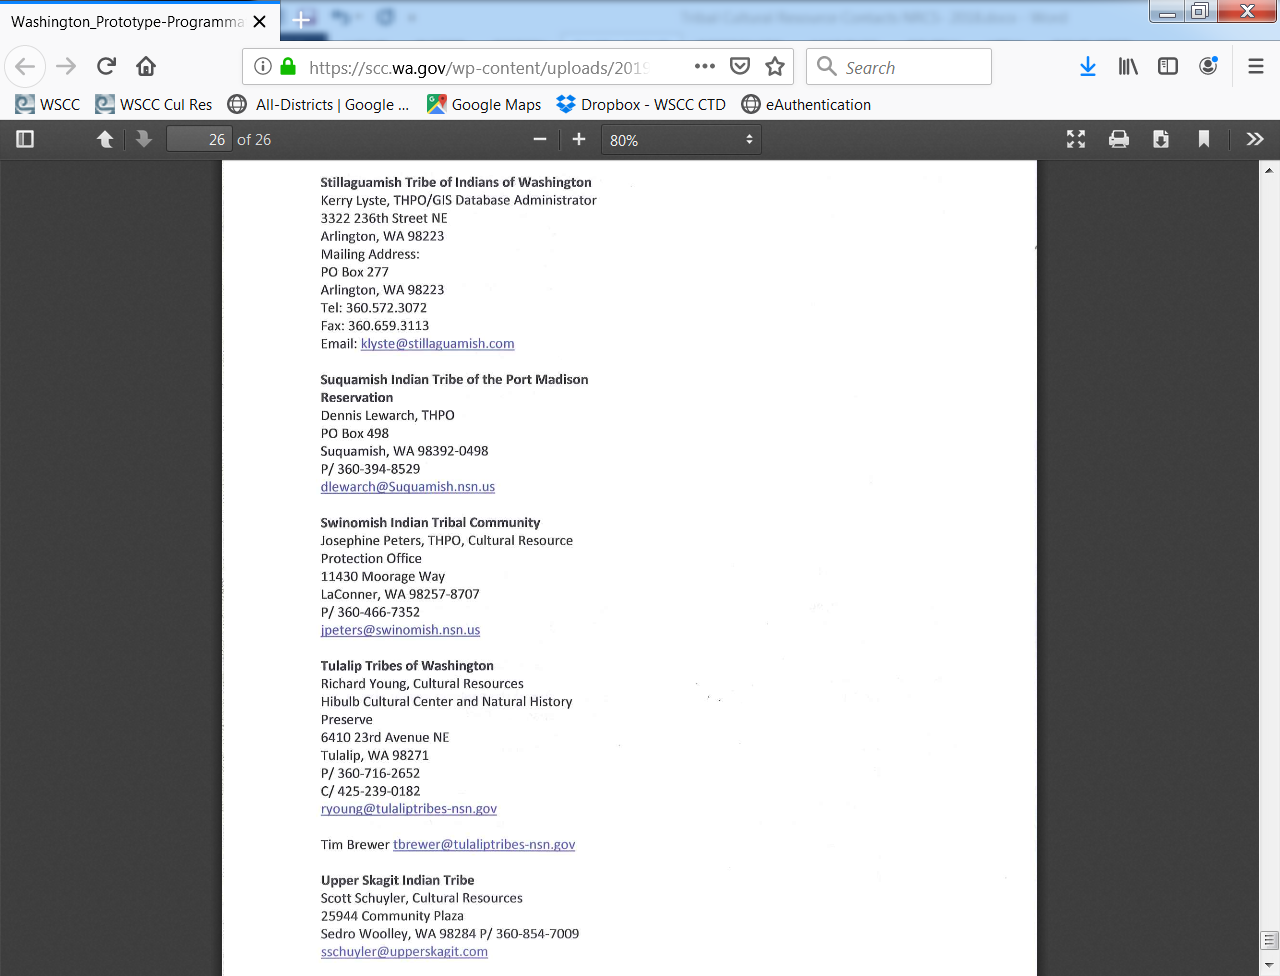 Washington_Prototype-Programma
https://scc.wa.gov/wp-content/uploads/2019
Search
WSCC
WSCC Cul Res
All-Districts | Google ...
Google Maps
Dropbox - WSCC CTD
eAuthentication
26 of 26
80%
Stillaguamish Tribe of Indians of Washington
Kerry Lyste, THPO/GIS Database Administrator
3322 236th Street NE
Arlington, WA 98223
Mailing Address:
PO Box 277
Arlington, WA 98223
Tel: 360.572.3072
Fax: 360.659.3113
Email: klyste@stillaguamish.com
Suquamish Indian Tribe of the Port Madison
Reservation
Dennis Lewarch, THPO
PO Box 498
Suquamish, WA 98392-0498
P/ 360-394-8529
dlewarch@Suquamish.nsn.us
Swinomish Indian Tribal Community
Josephine Peters, THPO, Cultural Resource
Protection Office
11430 Moorage Way
LaConner, WA 98257-8707
P/ 360-466-7352
jpeters@swinomish.nsn.us
Tulalip Tribes of Washington
Richard Young, Cultural Resources
Hibulb Cultural Center and Natural History
Preserve
6410 23rd Avenue NE
Tulalip, WA 98271
P/ 360-716-2652
C/ 425-239-0182
ryoung@tulaliptribes-nsn.gov
Tim Brewer tbrewer@tulaliptribes-nsn.gov
Upper Skagit Indian Tribe
Scott Schuyler, Cultural Resources
25944 Community Plaza
Sedro Woolley, WA 98284 P/ 360-854-7009
sschuyler@upperskagit.com